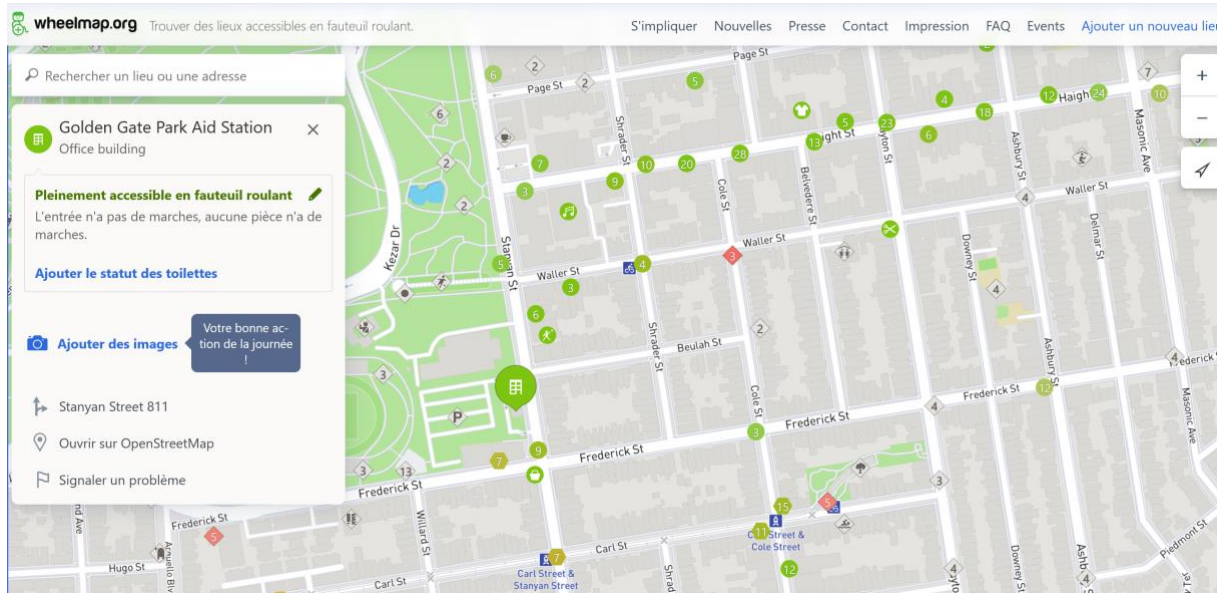 wheelmap.org
Trouver des lieux accessibles en fauteuil roulant.
S'impliquer
Nouvelles
Presse
Contact
Impression
FAQ
Events
Ajouter un nouveau lieu
Rechercher un lieu ou une adresse
Golden Gate Park Aid Station
Office building
Pleinement accessible en fauteuil roulant
L'entrée n'a pas de marches, aucune pièce n'a de
marches.
Ajouter le statut des toilettes
Ajouter des images
Votre bonne ac-
tion de la journée
!
Stanyan Street 811
Ouvrir sur OpenStreetMap
Signaler un problème
Page St
Page St
Shrader St
Cole St
Belvedere St
Ashbury St
Masonic Ave
Waller St
Kezar Dr
Stanyan St
Waller St
Waller St
Downey St
Delmar St
Shrader St
Beulah St
Cole St
Ashbury St
Frederick St
Frederick St
Masonic Ave
Frederick St
Frederick St
Frederick St
Willard St
Hugo St
Carl St
Carl St
Carl Street &
Stanyan Street
Cole Street
Downey St
Piedmont St